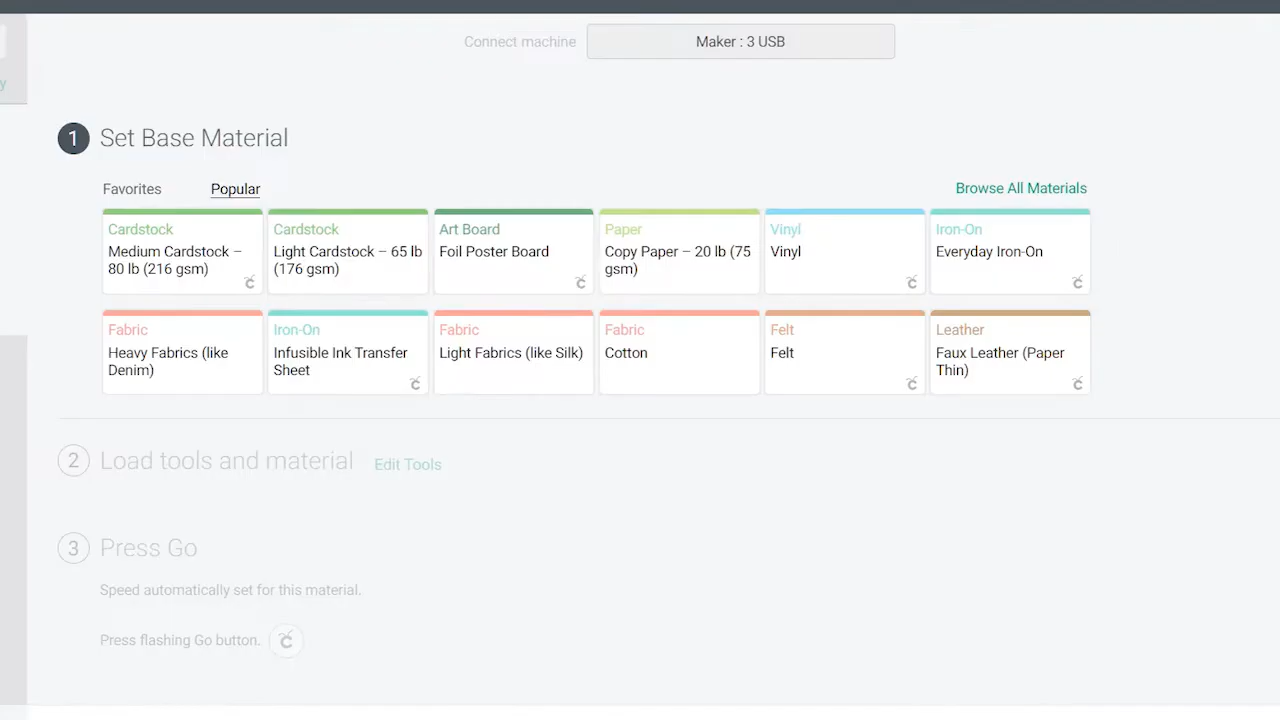 Connect machine Maker : 3 USB
y
1 Set Base Material
Favorites Popular Browse All Materials
Cardstock
Medium Cardstock – 80 lb (216 gsm)
Cardstock
Light Cardstock – 65 lb (176 gsm)
Art Board
Foil Poster Board
Paper
Copy Paper – 20 lb (75 gsm)
Vinyl
Vinyl
Iron-On
Everyday Iron-On
Fabric
Heavy Fabrics (like Denim)
Iron-On
Infusible Ink Transfer Sheet
Fabric
Light Fabrics (like Silk)
Fabric
Cotton
Felt
Felt
Leather
Faux Leather (Paper Thin)
2 Load tools and material Edit Tools
3 Press Go
Speed automatically set for this material.
Press flashing Go button.